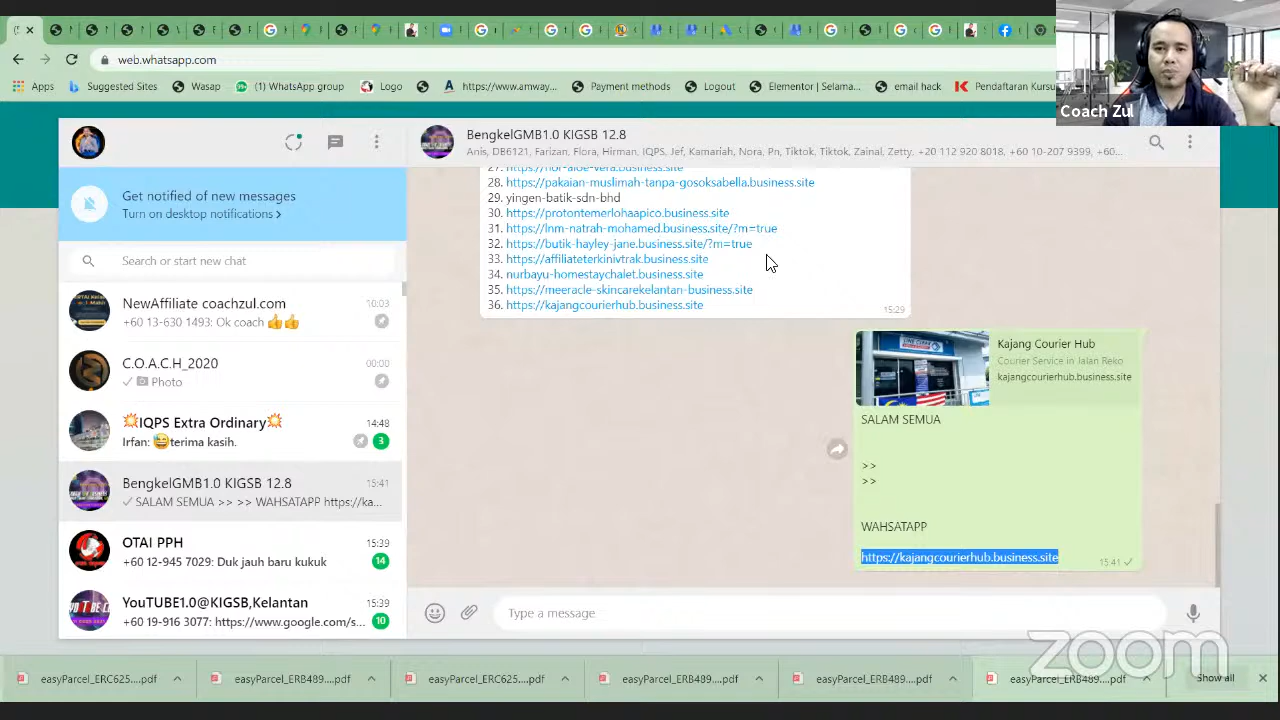 web.whatsapp.com
Apps
Suggested Sites
Wasap
(1) WhatsApp group
Logo
https://www.amway...
Payment methods
Logout
Elementor | Selama...
email hack
Pendaftaran Kursu
Coach Zul
BengkelGMB1.0 KIGSB 12.8
Anis, DB6121, Farizan, Flora, Hirman, IQPS, Jef, Kamariah, Nora, Pn, Tiktok, Tiktok, Zainal, Zetty, +20 112 920 8018, +60 10-207 9399, +60...
Get notified of new messages
Turn on desktop notifications >
Search or start new chat
NewAffiliate coachzul.com
10:03
+60 13-630 1493: Ok coach 👍👍
C.O.A.C.H_2020
00:00
Photo
💥IQPS Extra Ordinary💥
14:48
Irfan: 😅terima kasih.
3
BengkelGMB1.0 KIGSB 12.8
15:41
SALAM SEMUA >> >> WAHSATAPP https://ka...
OTAI PPH
15:39
+60 12-945 7029: Duk jauh baru kukuk
14
YouTUBE1.0@KIGSB,Kelantan
15:39
+60 19-916 3077: https://www.google.com/s...
10
27. https://nor-aloe-vera.business.site
28. https://pakaian-muslimah-tanpa-gosoksabella.business.site
29. yingen-batik-sdn-bhd
30. https://protontemerlohaapico.business.site
31. https://lnm-natrah-mohamed.business.site/?m=true
32. https://butik-hayley-jane.business.site/?m=true
33. https://affiliateterkinivtrak.business.site
34. nurbayu-homestaychalet.business.site
35. https://meeracle-skincarekelantan-business.site
36. https://kajangcourierhub.business.site
15:29
Kajang Courier Hub
Courier Service in Jalan Reko
kajangcourierhub.business.site
SALAM SEMUA
>>
>>
WAHSATAPP
https://kajangcourierhub.business.site
15:41
Type a message
zoom
easyParcel_ERC625....pdf
easyParcel_ERB489....pdf
easyParcel_ERC625....pdf
easyParcel_ERB489....pdf
easyParcel_ERB489....pdf
easyParcel_ERB489....pdf
Show all